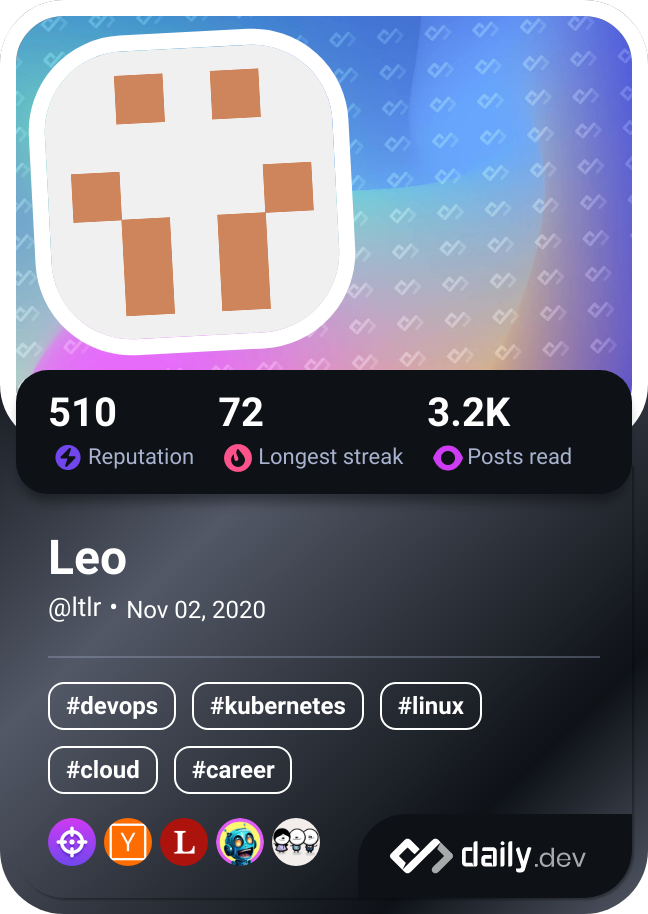 510 72 3.2K
Reputation Longest streak Posts read
Leo
@ltlr • Nov 02, 2020
#devops #kubernetes #linux
#cloud #career
Y L daily.dev